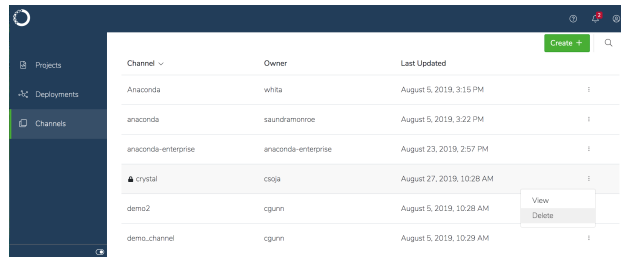 2
Create +
Projects
Deployments
Channels
Channel Owner Last Updated
Anaconda whita August 5, 2019, 3:15 PM
anaconda saundramonroe August 5, 2019, 3:22 PM
anaconda-enterprise anaconda-enterprise August 23, 2019, 2:57 PM
crystal csoja August 27, 2019, 10:28 AM
View
Delete
demo2 cgunn August 5, 2019, 10:28 AM
demo_channel cgunn August 5, 2019, 10:29 AM